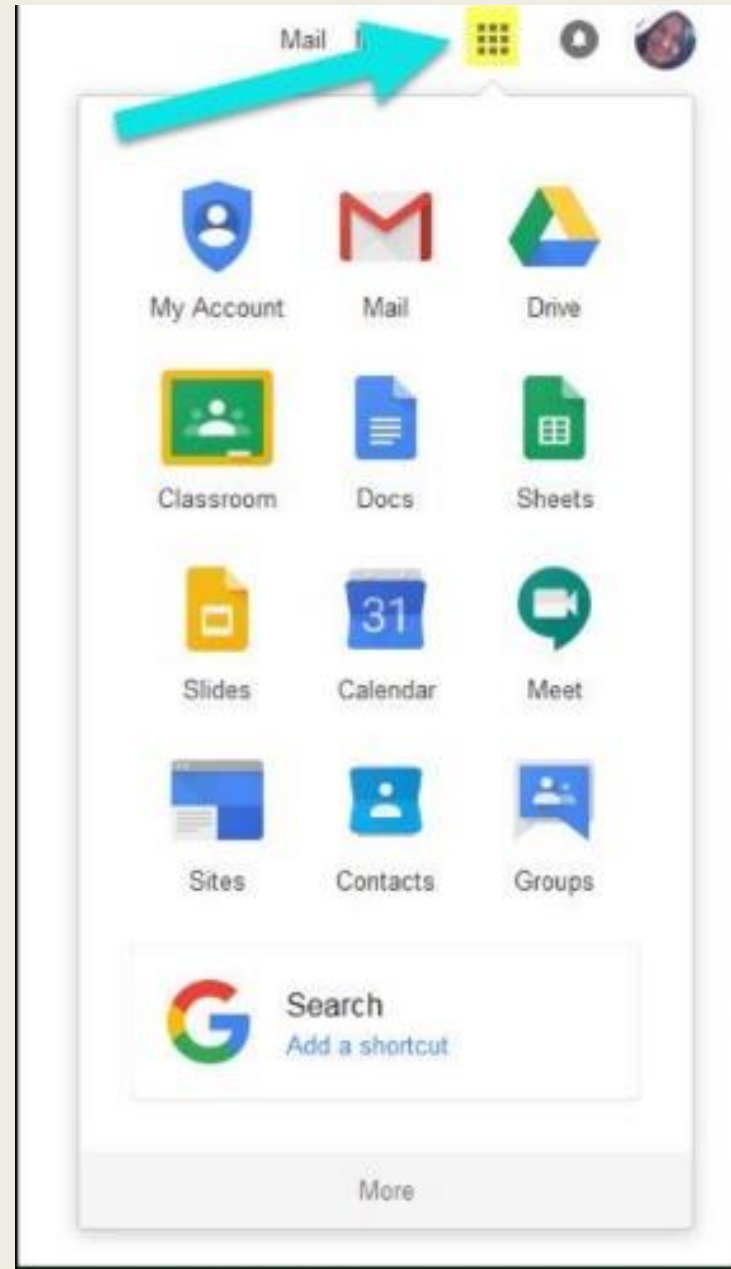 Mail
My Account Mail Drive
Classroom Docs Sheets
31
Slides Calendar Meet
Sites Contacts Groups
Search
Add a shortcut
More